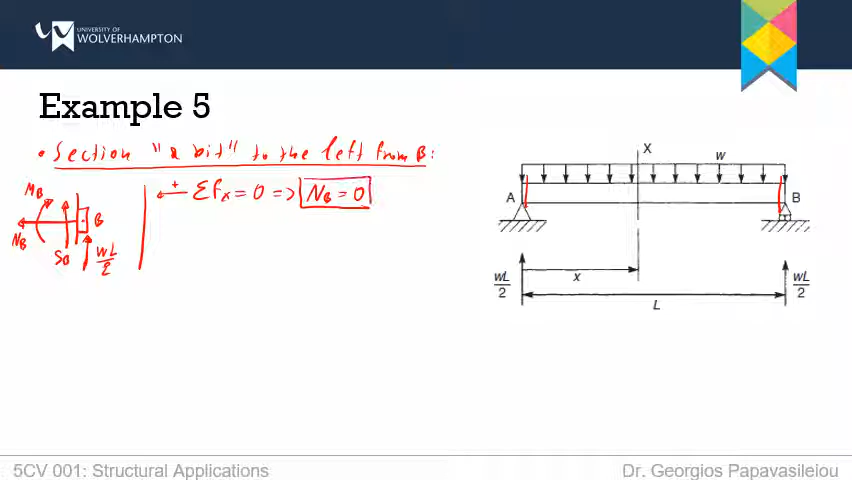 UNIVERSITY OF
WOLVERHAMPTON
Example 5
• Section "a bit" to the left from B:
+ ΣFx = 0 => NB = 0
MB
NB
SB
B
wL/2
X
w
A
B
x
wL/2
wL/2
L
5CV 001: Structural Applications
Dr. Georgios Papavasileiou